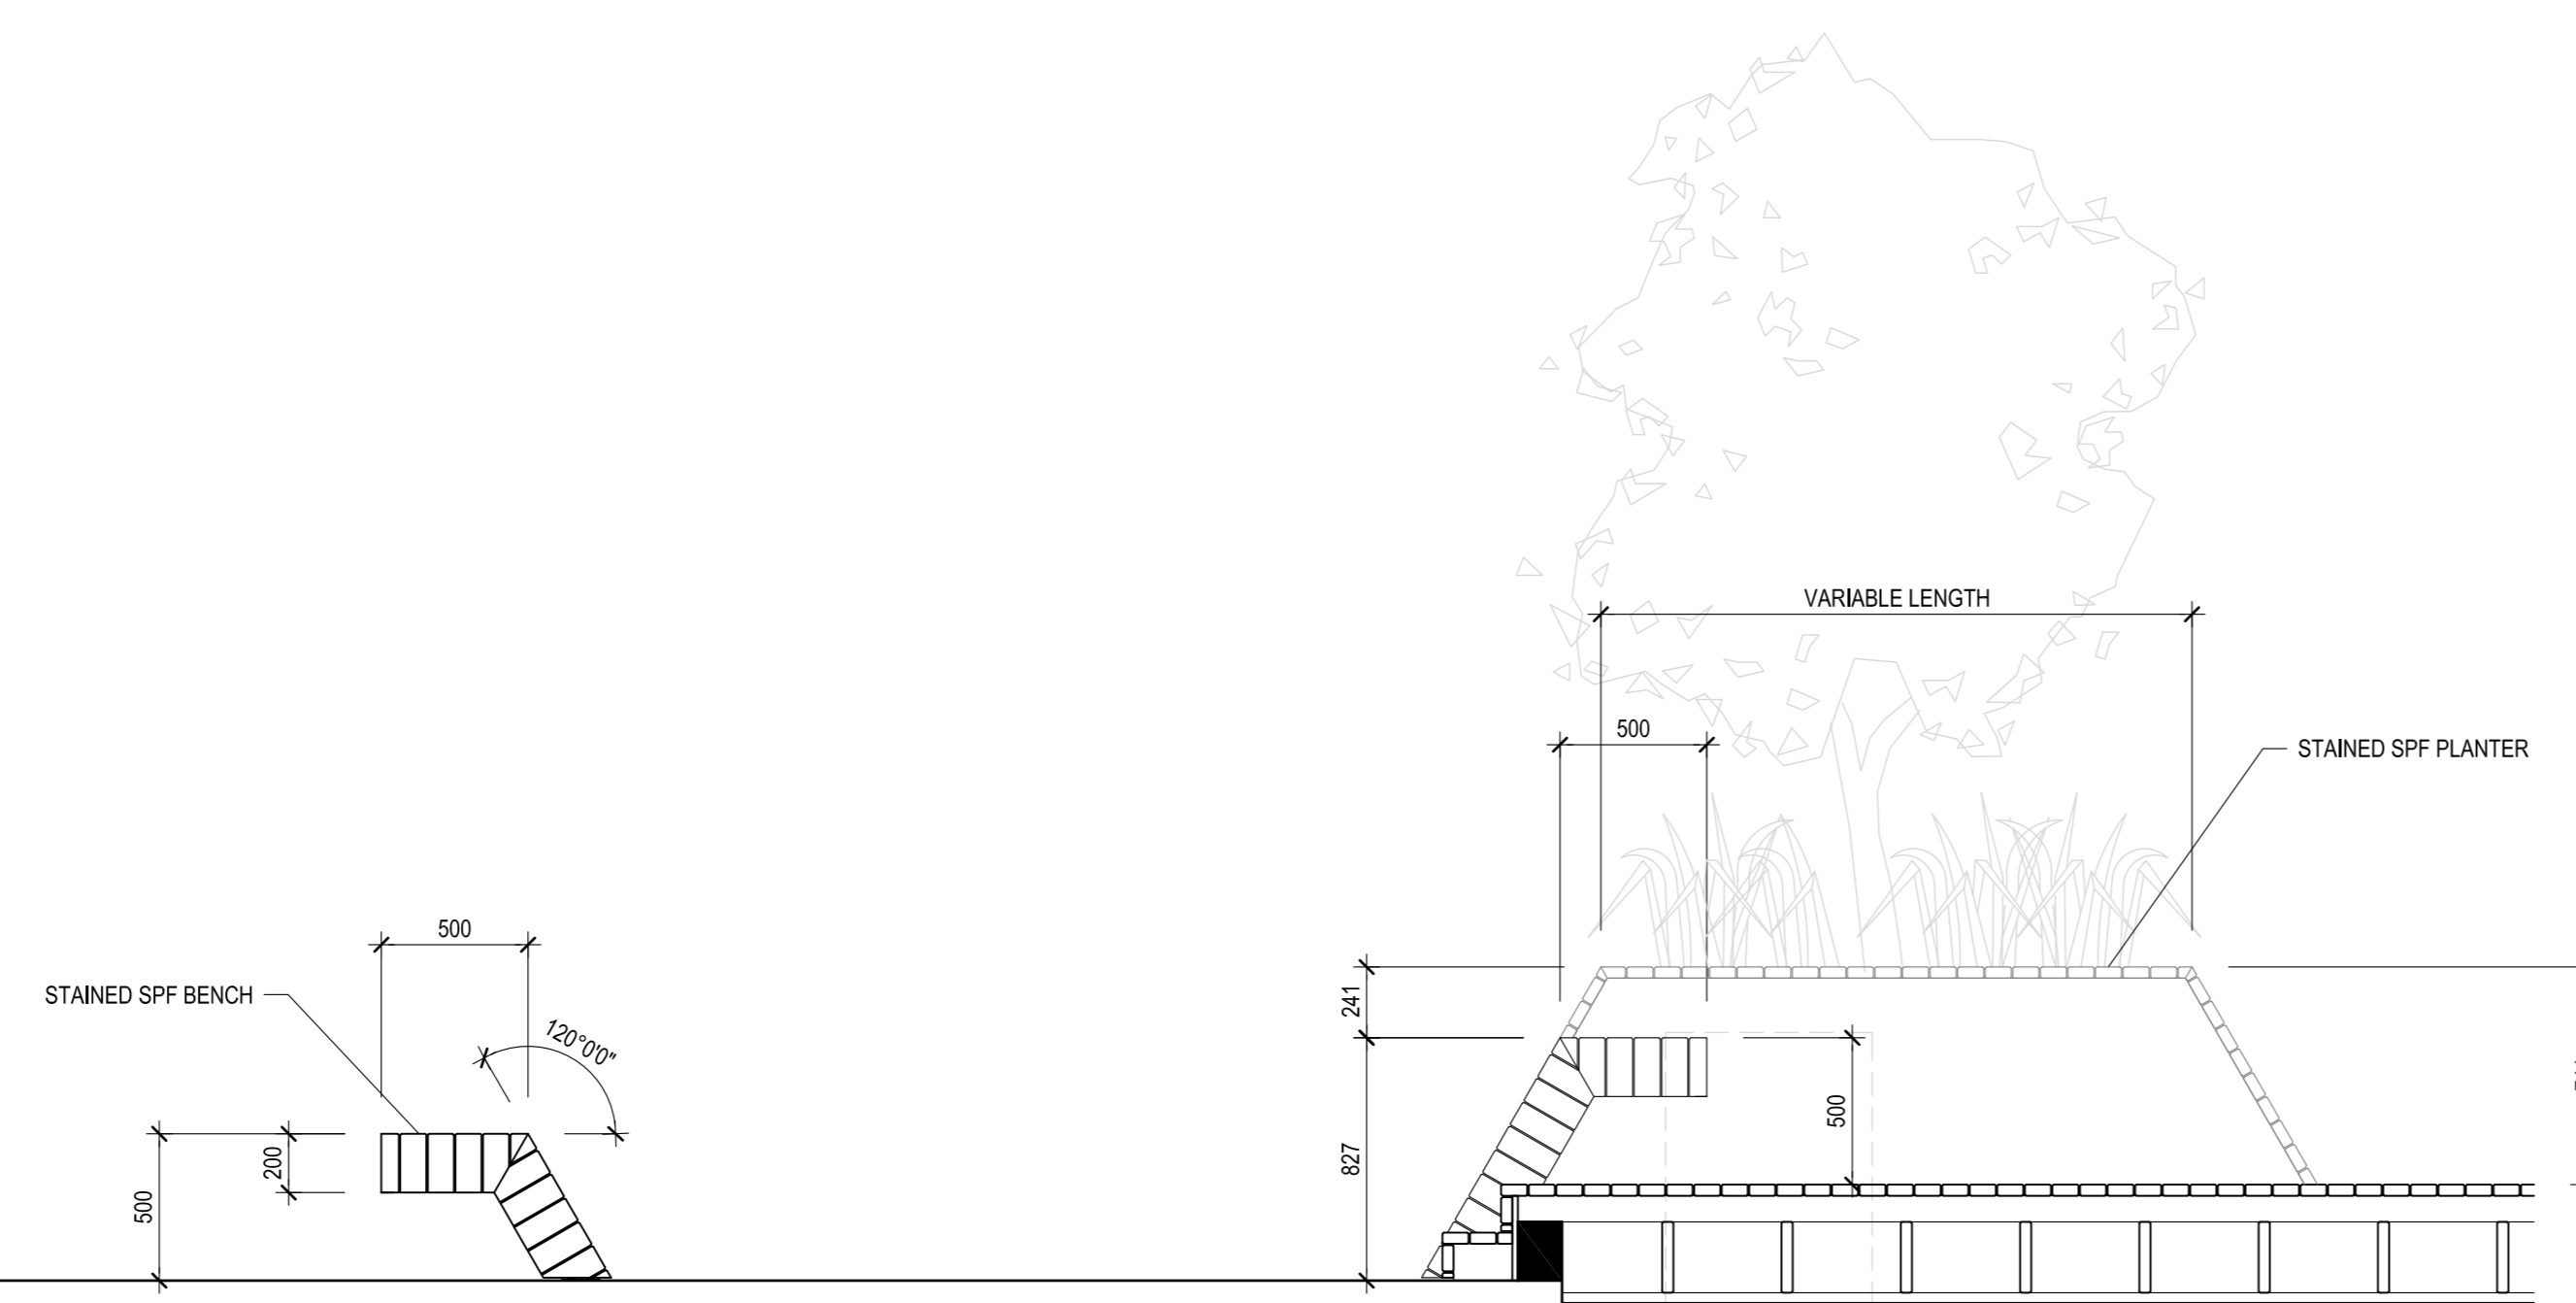 VARIABLE LENGTH
500
STAINED SPF PLANTER
500
STAINED SPF BENCH
120°0'0"
241
200
500
827
500